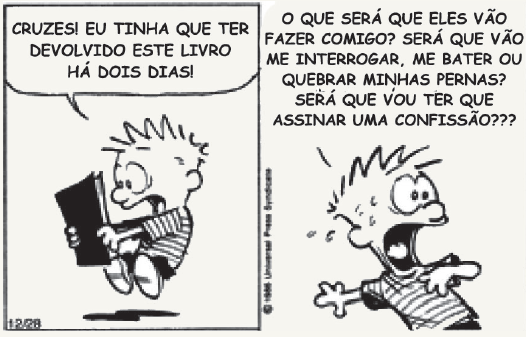 CRUZES! EU TINHA QUE TER
DEVOLVIDO ESTE LIVRO
HÁ DOIS DIAS!
O QUE SERÁ QUE ELES VÃO
FAZER COMIGO? SERÁ QUE VÃO
ME INTERROGAR, ME BATER OU
QUEBRAR MINHAS PERNAS?
SERÁ QUE VOU TER QUE
ASSINAR UMA CONFISSÃO???
© 1986 Universal Press Syndicate
12/28